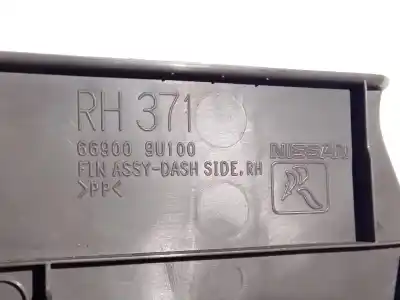 RH 371
66900 9U100
FIN ASSY-DASH SIDE, RH
>PP<
NISSAN